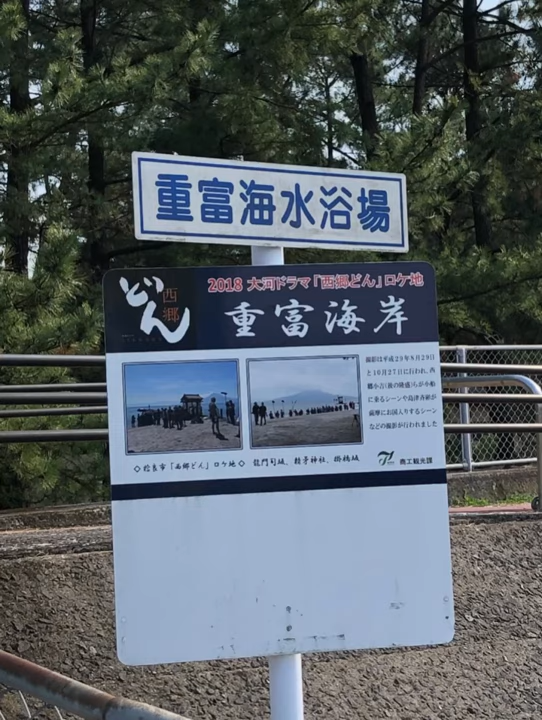 重富海水浴場
西郷どん
2018 大河ドラマ「西郷どん」ロケ地
重富海岸
撮影は平成29年8月29日
と10月27日に行われ、西
郷小吉(後の隆盛)らが小船
に乗るシーンや島津斉彬が
薩摩にお国入りするシーン
などの撮影が行われました
◇姶良市「西郷どん」ロケ地◇ 龍門司坂、精矛神社、掛橋坂
商工観光課